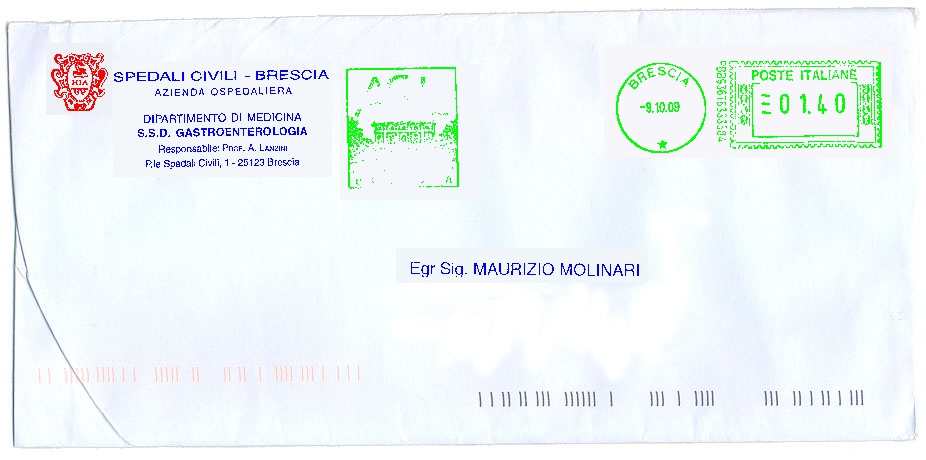 SPEDALI CIVILI - BRESCIA
AZIENDA OSPEDALIERA
DIPARTIMENTO DI MEDICINA
S.S.D. GASTROENTEROLOGIA
Responsabile: Prof. A. Lanzini
P.le Spedali Civili, 1 - 25123 Brescia
BRESCIA
-9.10.09
POSTE ITALIANE
01.40
Egr Sig. MAURIZIO MOLINARI